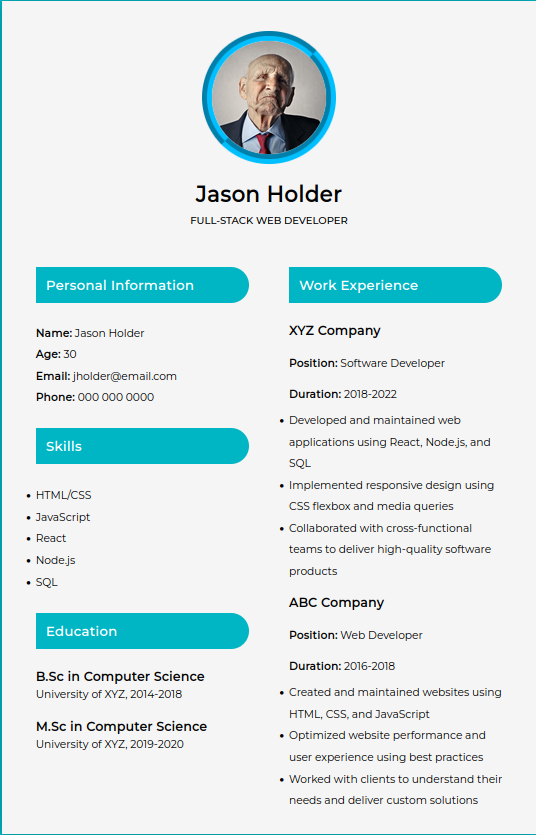 Jason Holder
FULL-STACK WEB DEVELOPER
Personal Information
Name: Jason Holder
Age: 30
Email: jholder@email.com
Phone: 000 000 0000
Skills
• HTML/CSS
• JavaScript
• React
• Node.js
• SQL
Education
B.Sc in Computer Science
University of XYZ, 2014-2018
M.Sc in Computer Science
University of XYZ, 2019-2020
Work Experience
XYZ Company
Position: Software Developer
Duration: 2018-2022
• Developed and maintained web
applications using React, Node.js, and
SQL
• Implemented responsive design using
CSS flexbox and media queries
• Collaborated with cross-functional
teams to deliver high-quality software
products
ABC Company
Position: Web Developer
Duration: 2016-2018
• Created and maintained websites using
HTML, CSS, and JavaScript
• Optimized website performance and
user experience using best practices
• Worked with clients to understand their
needs and deliver custom solutions